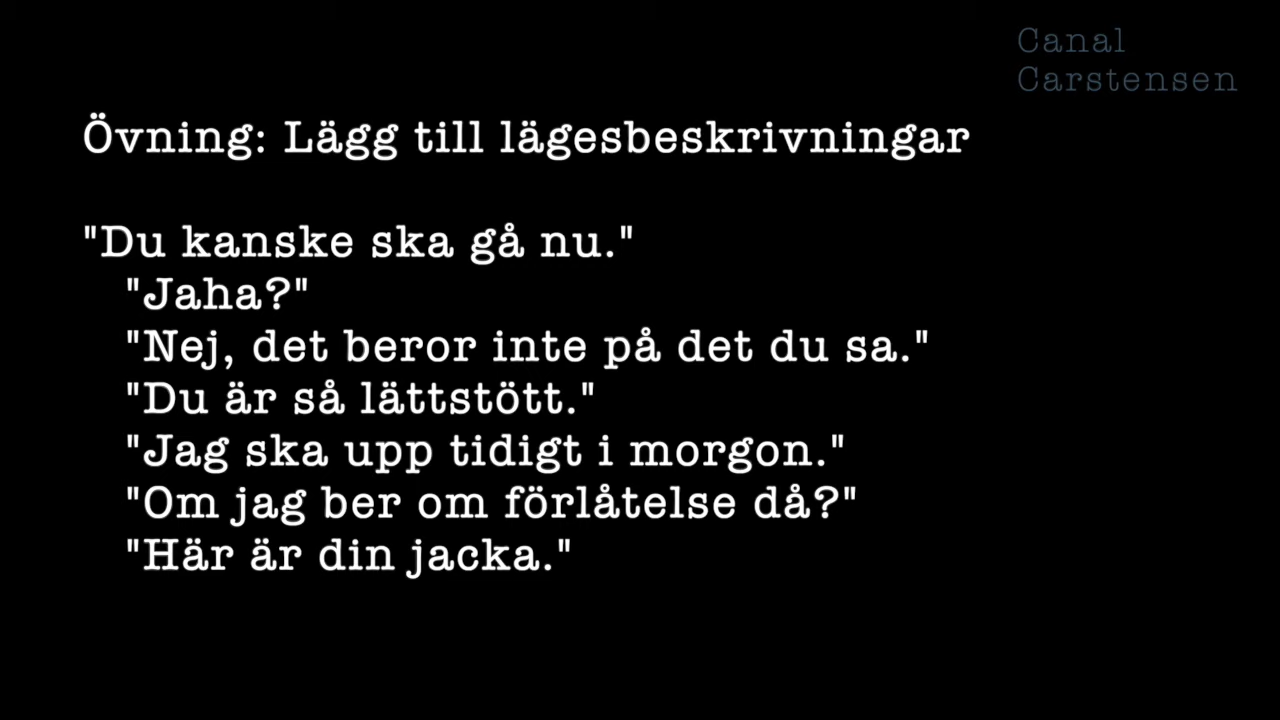 Canal
Carstensen
Övning: Lägg till lägesbeskrivningar
"Du kanske ska gå nu."
"Jaha?"
"Nej, det beror inte på det du sa."
"Du är så lättstött."
"Jag ska upp tidigt i morgon."
"Om jag ber om förlåtelse då?"
"Här är din jacka."